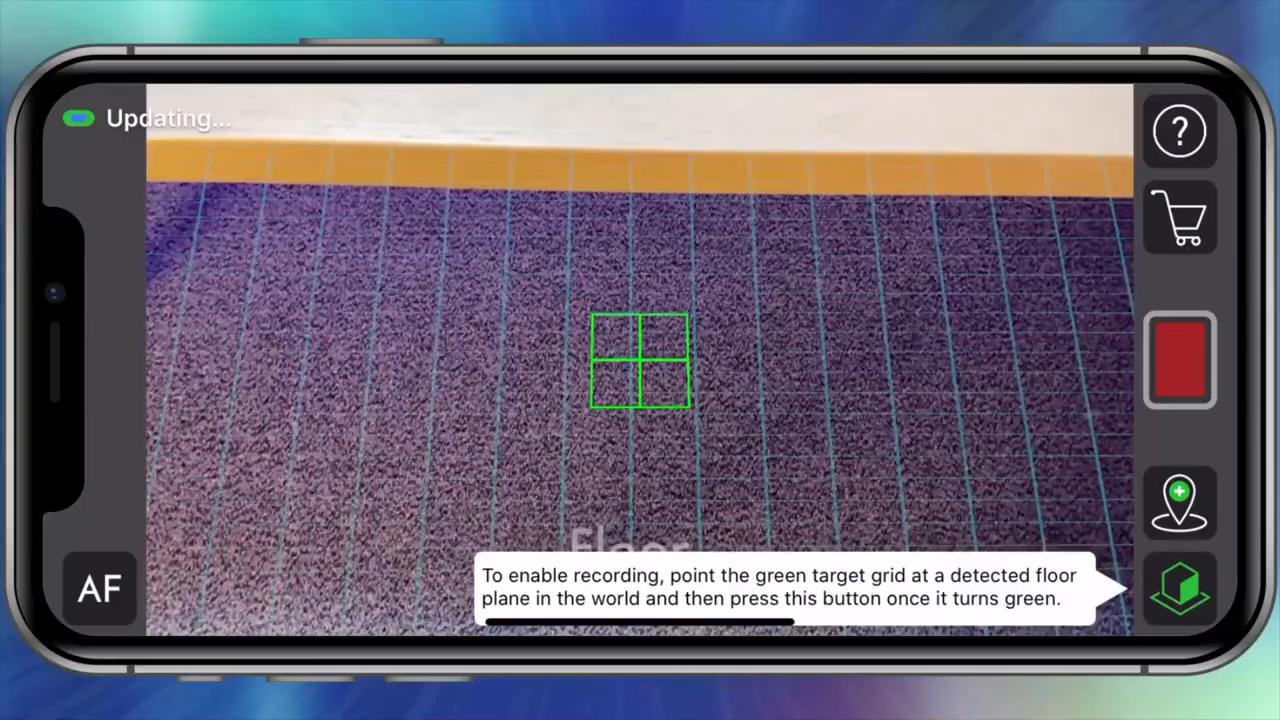 Updating...
?
Floor
To enable recording, point the green target grid at a detected floor
plane in the world and then press this button once it turns green.
AF